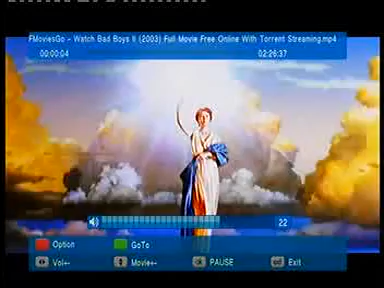 FMoviesGo - Watch Bad Boys II (2003) Full Movie Free Online With Torrent Streaming.mp4
00:00:04 02:26:37
22
Option GoTo
Vol+- Movie+- ok PAUSE Exit